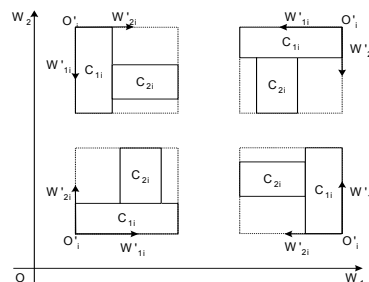 W₂
O'ᵢ W'₂ᵢ
W'₁ᵢ
C₁ᵢ
C₂ᵢ
W'₁ᵢ O'ᵢ
C₁ᵢ
C₂ᵢ
W'₂ᵢ
C₂ᵢ
C₁ᵢ
O'ᵢ W'₁ᵢ
C₂ᵢ C₁ᵢ
W'₂ᵢ O'ᵢ
O